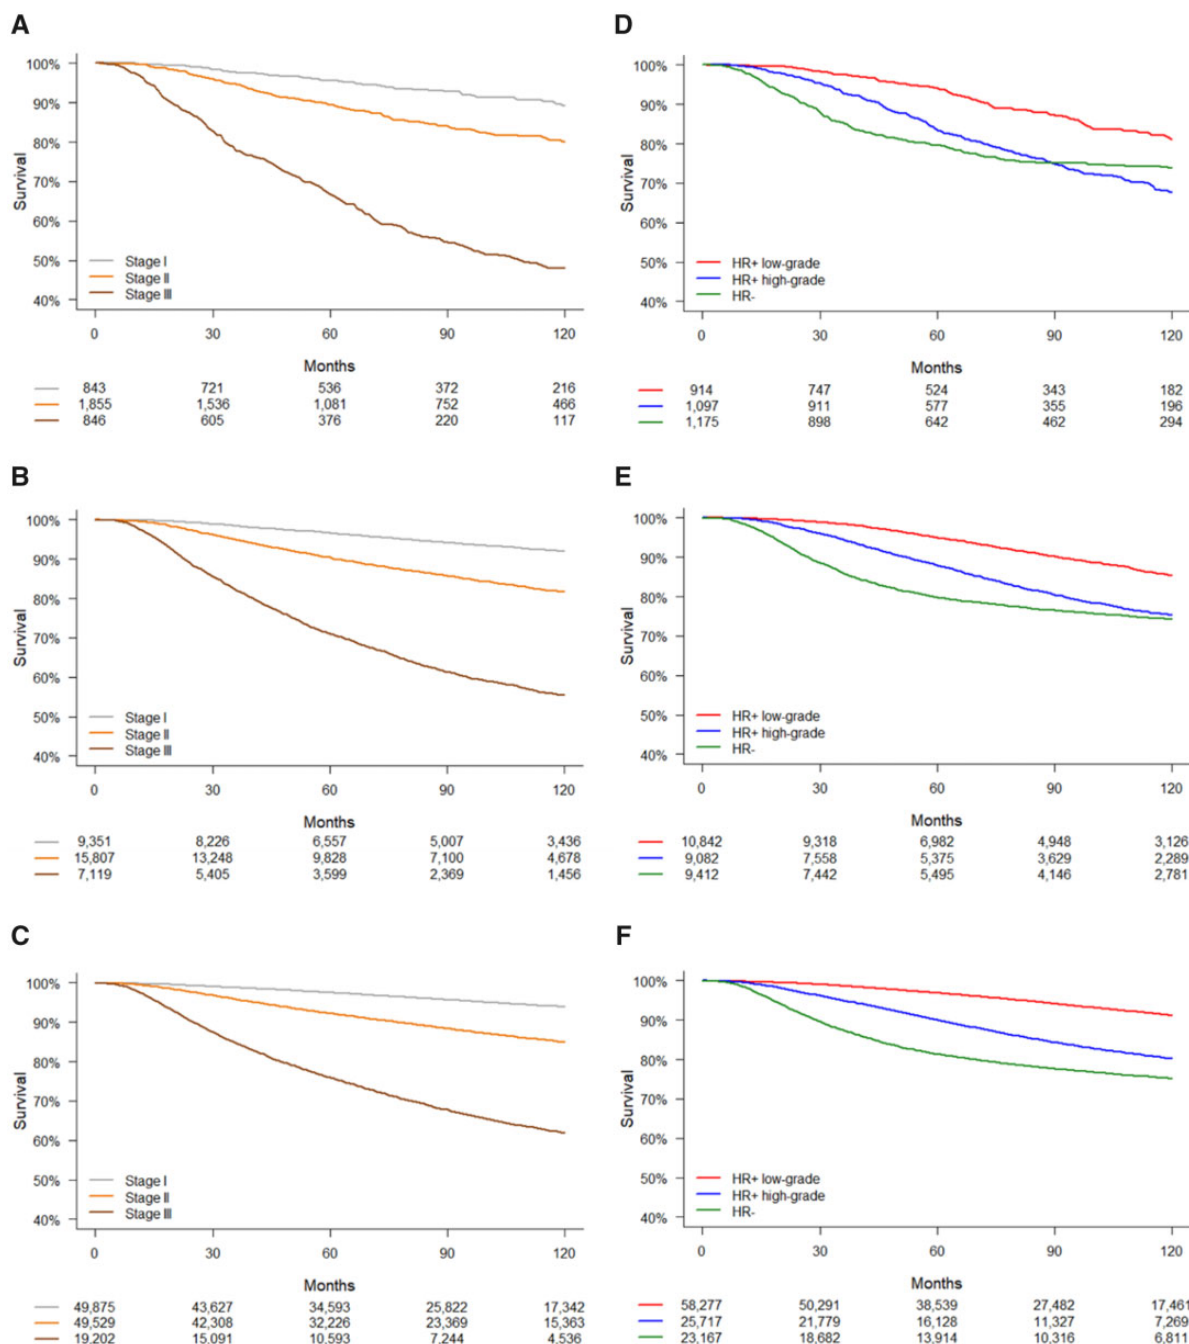 A
100%
90%
80%
70%
60%
50%
40%
Survival
Stage I
Stage II
Stage III
0 30 60 90 120
Months
843 721 536 372 216
1,855 1,536 1,081 752 466
846 605 376 220 117
D
100%
90%
80%
70%
60%
50%
40%
Survival
HR+ low-grade
HR+ high-grade
HR-
0 30 60 90 120
Months
914 747 524 343 182
1,097 911 577 355 196
1,175 898 642 462 294
B
100%
90%
80%
70%
60%
50%
40%
Survival
Stage I
Stage II
Stage III
0 30 60 90 120
Months
9,351 8,226 6,557 5,007 3,436
15,807 13,248 9,828 7,100 4,678
7,119 5,405 3,599 2,369 1,456
E
100%
90%
80%
70%
60%
50%
40%
Survival
HR+ low-grade
HR+ high-grade
HR-
0 30 60 90 120
Months
10,842 9,318 6,982 4,948 3,126
9,082 7,558 5,375 3,629 2,289
9,412 7,442 5,495 4,146 2,781
C
100%
90%
80%
70%
60%
50%
40%
Survival
Stage I
Stage II
Stage III
0 30 60 90 120
Months
49,875 43,627 34,593 25,822 17,342
49,529 42,308 32,226 23,369 15,363
19,202 15,091 10,593 7,244 4,536
F
100%
90%
80%
70%
60%
50%
40%
Survival
HR+ low-grade
HR+ high-grade
HR-
0 30 60 90 120
Months
58,277 50,291 38,539 27,482 17,461
25,717 21,779 16,128 11,327 7,269
23,167 18,682 13,914 10,316 6,811